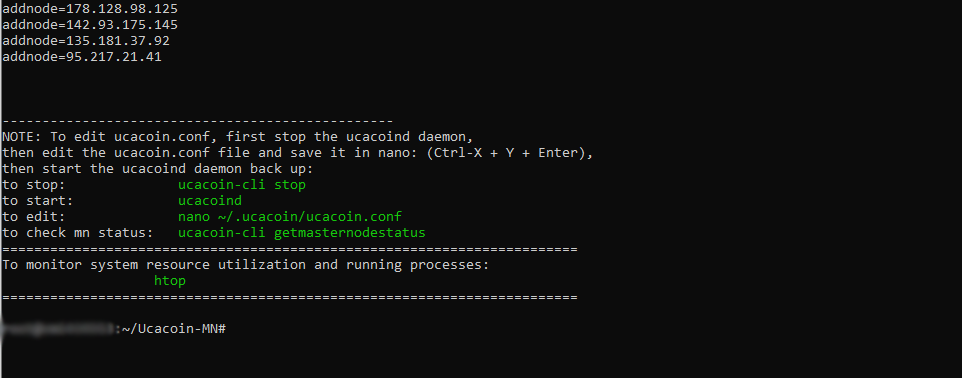 addnode=178.128.98.125
addnode=142.93.175.145
addnode=135.181.37.92
addnode=95.217.21.41
-------------------------------------------------
NOTE: To edit ucacoin.conf, first stop the ucacoind daemon,
then edit the ucacoin.conf file and save it in nano: (Ctrl-X + Y + Enter),
then start the ucacoind daemon back up:
to stop: ucacoin-cli stop
to start: ucacoind
to edit: nano ~/.ucacoin/ucacoin.conf
to check mn status: ucacoin-cli getmasternodestatus
========================================================================
To monitor system resource utilization and running processes:
htop
========================================================================
:~/Ucacoin-MN#